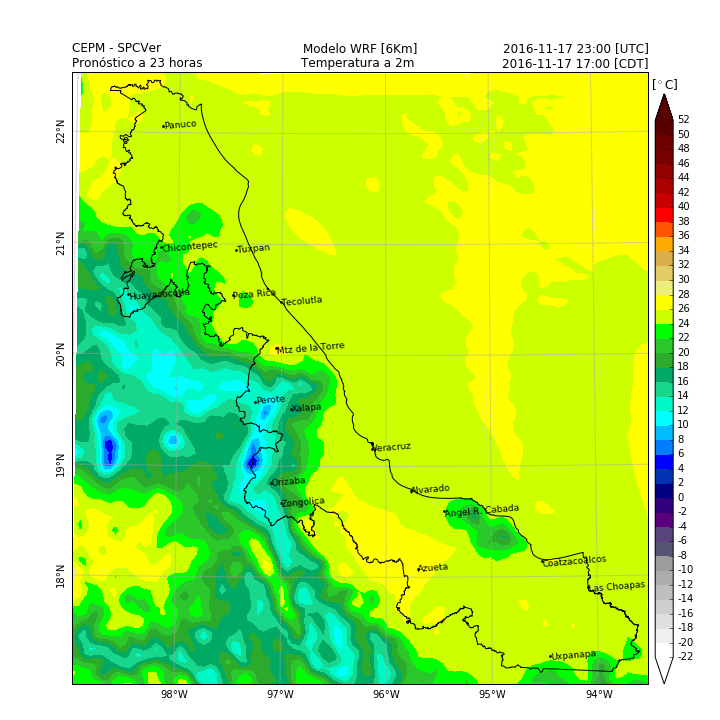 CEPM - SPCVer Modelo WRF [6Km] 2016-11-17 23:00 [UTC]
Pronóstico a 23 horas Temperatura a 2m 2016-11-17 17:00 [CDT]
[°C]
52
50
48
46
44
42
40
38
36
34
32
30
28
26
24
22
20
18
16
14
12
10
8
6
4
2
0
-2
-4
-6
-8
-10
-12
-14
-16
-18
-20
-22
22°N
21°N
20°N
19°N
18°N
Panuco
Chicontepec
Tuxpan
Huayacocotla
Poza Rica
Tecolutla
Mtz de la Torre
Perote
Xalapa
Veracruz
Orizaba
Alvarado
Zongolica
Angel R. Cabada
Azueta
Coatzacoalcos
Las Choapas
Uxpanapa
98°W 97°W 96°W 95°W 94°W